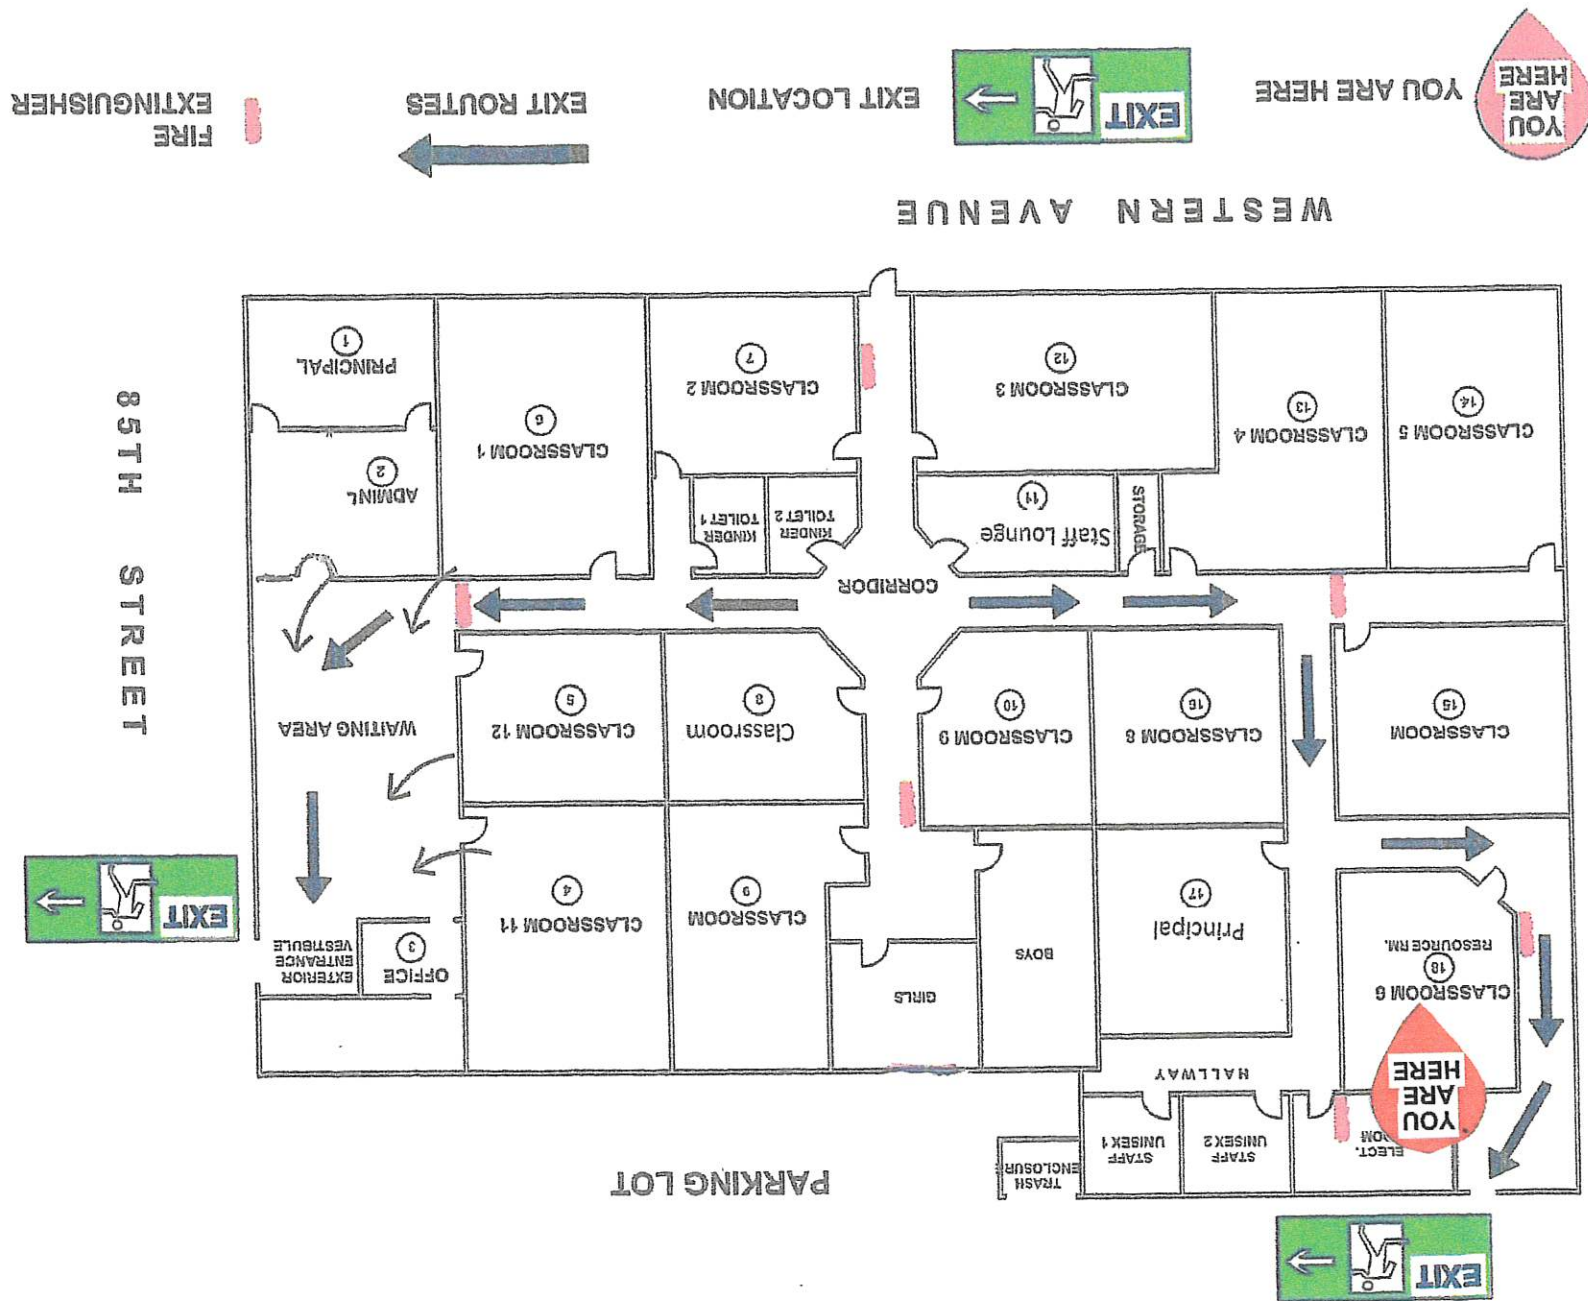 EXIT
PARKING LOT
YOU
ARE
HERE
ELECT.
OOM
STAFF
UNISEX 2
STAFF
UNISEX 1
TRASH
ENCLOSUR
HALLWAY
CLASSROOM 6
18
RESOURCE RM.
Principal
17
BOYS
GIRLS
CLASSROOM
9
CLASSROOM 11
4
OFFICE
3
EXTERIOR
ENTRANCE
VESTIBULE
EXIT
CLASSROOM
15
CLASSROOM 8
16
CLASSROOM 9
10
Classroom
8
CLASSROOM 12
5
WAITING AREA
85TH STREET
CORRIDOR
CLASSROOM 5
14
CLASSROOM 4
13
STORAGE
Staff Lounge
11
CLASSROOM 3
12
KINDER
TOILET 2
KINDER
TOILET 1
CLASSROOM 2
7
CLASSROOM 1
6
ADMIN'L
2
PRINCIPAL
1
WESTERN AVENUE
YOU
ARE
HERE
YOU ARE HERE
EXIT
EXIT LOCATION
EXIT ROUTES
FIRE
EXTINGUISHER